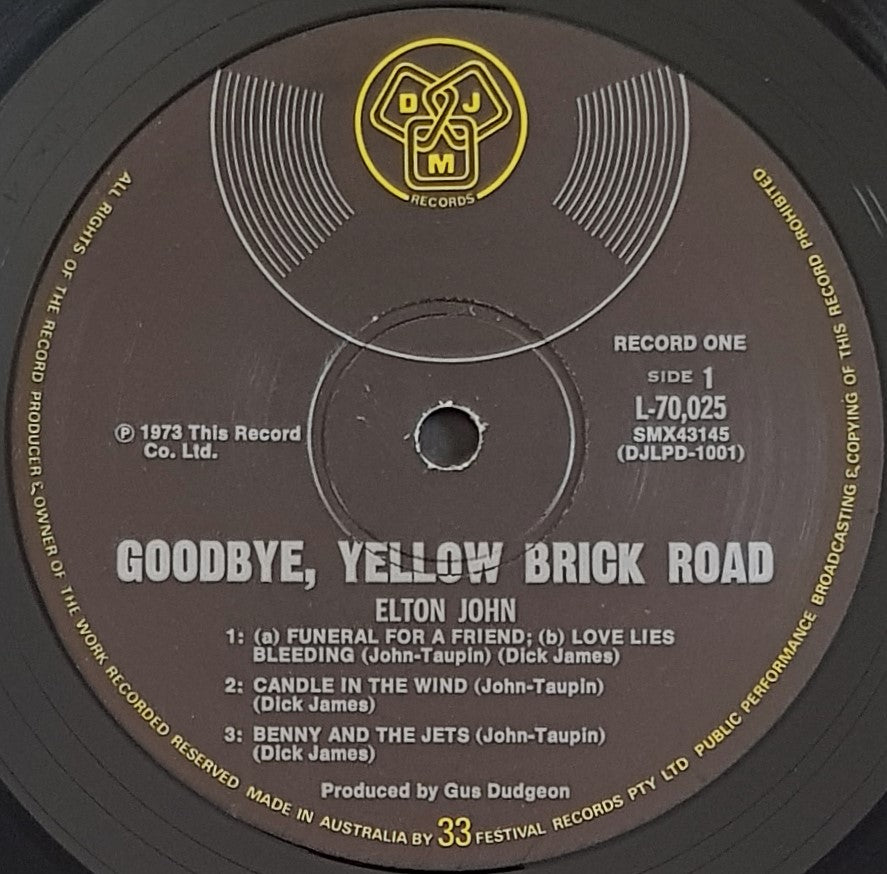 D J
M
RECORDS
RECORD ONE
SIDE 1
L-70,025
SMX43145
(DJLPD-1001)
℗ 1973 This Record
Co. Ltd.
GOODBYE, YELLOW BRICK ROAD
ELTON JOHN
1: (a) FUNERAL FOR A FRIEND; (b) LOVE LIES
BLEEDING (John-Taupin) (Dick James)
2: CANDLE IN THE WIND (John-Taupin)
(Dick James)
3: BENNY AND THE JETS (John-Taupin)
(Dick James)
Produced by Gus Dudgeon
ALL RIGHTS OF THE RECORD PRODUCER & OWNER OF THE WORK RECORDED RESERVED MADE IN AUSTRALIA BY 33 FESTIVAL RECORDS PTY LTD PUBLIC PERFORMANCE BROADCASTING & COPYING OF THIS RECORD PROHIBITED